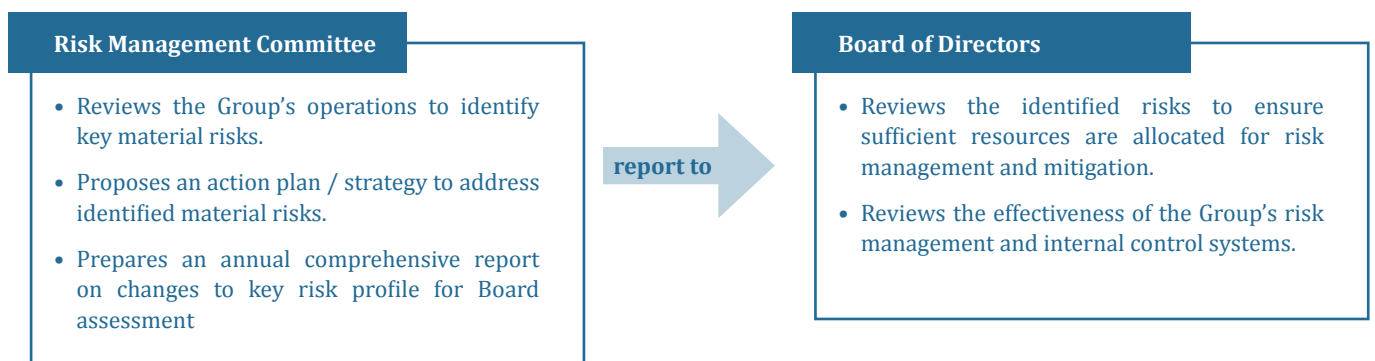 Risk Management Committee
• Reviews the Group’s operations to identify
key material risks.
• Proposes an action plan / strategy to address
identified material risks.
• Prepares an annual comprehensive report
on changes to key risk profile for Board
assessment
report to
Board of Directors
• Reviews the identified risks to ensure
sufficient resources are allocated for risk
management and mitigation.
• Reviews the effectiveness of the Group’s risk
management and internal control systems.